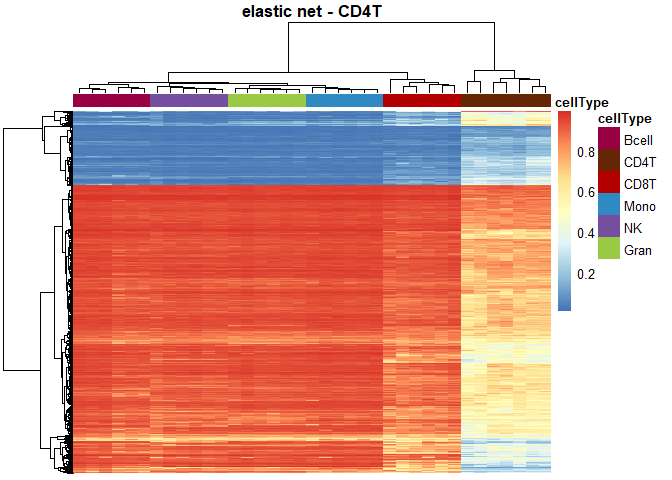 elastic net - CD4T
cellType
cellType
0.8
0.6
0.4
0.2
Bcell
CD4T
CD8T
Mono
NK
Gran